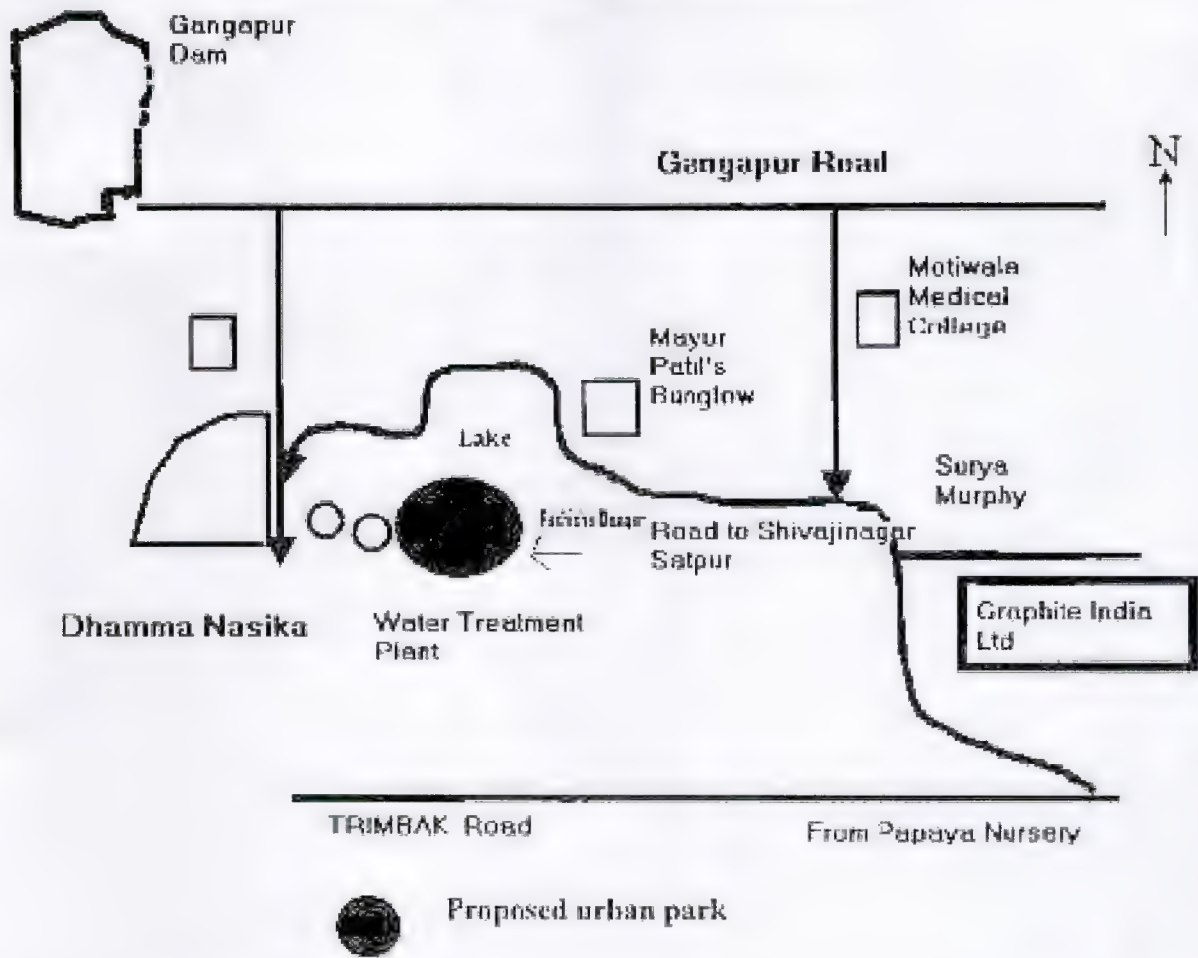 Gangapur
Dam
Gangapur Road
N
Motiwala
Medical
College
Mayur
Patil's
Bunglow
Lake
Surya
Murphy
Road to Shivajinagar
Satpur
Graphite India
Ltd
Dhamma Nasika
Water Treatment
Plant
TRIMBAK Road
From Papaya Nursery
Proposed urban park